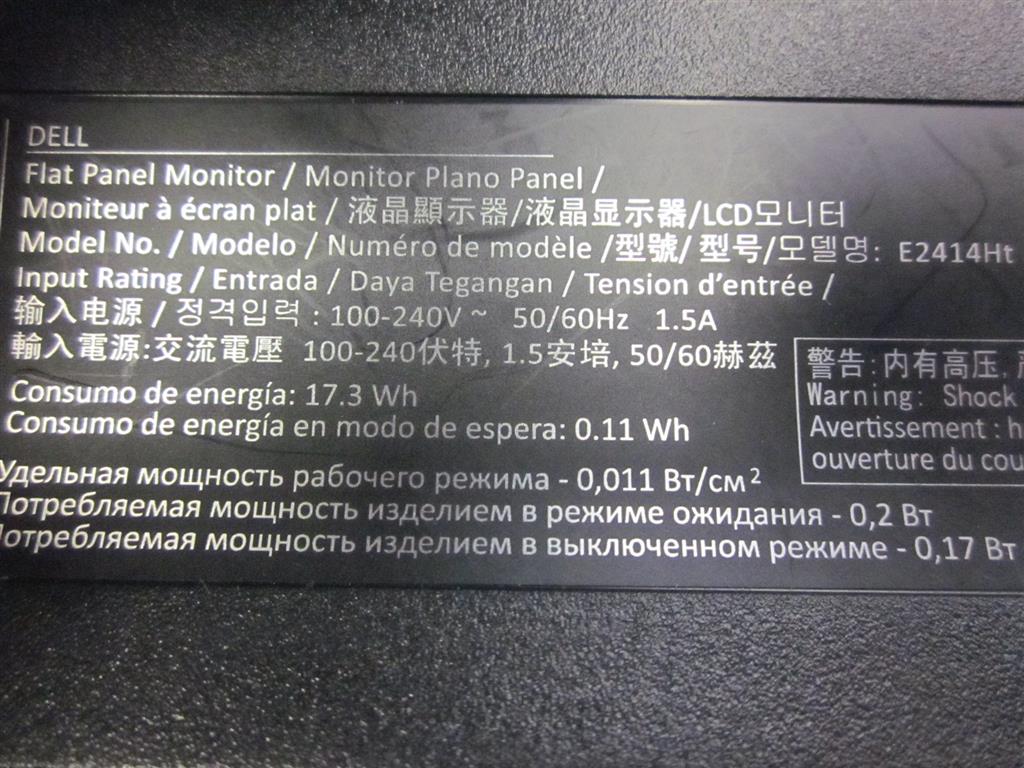 DELL
Flat Panel Monitor / Monitor Plano Panel /
Moniteur à écran plat / 液晶顯示器/液晶显示器/LCD모니터
Model No. / Modelo / Numéro de modèle /型號/ 型号/모델명: E2414Ht
Input Rating / Entrada / Daya Tegangan / Tension d'entrée /
输入电源 / 정격입력 : 100-240V ~ 50/60Hz 1.5A
輸入電源:交流電壓 100-240伏特, 1.5安培, 50/60赫茲
Consumo de energía: 17.3 Wh
Consumo de energía en modo de espera: 0.11 Wh
Удельная мощность рабочего режима - 0,011 Вт/см²
Потребляемая мощность изделием в режиме ожидания - 0,2 Вт
Потребляемая мощность изделием в выключенном режиме - 0,17 Вт
警告: 内有高压,
Warning: Shock
Avertissement :
ouverture du